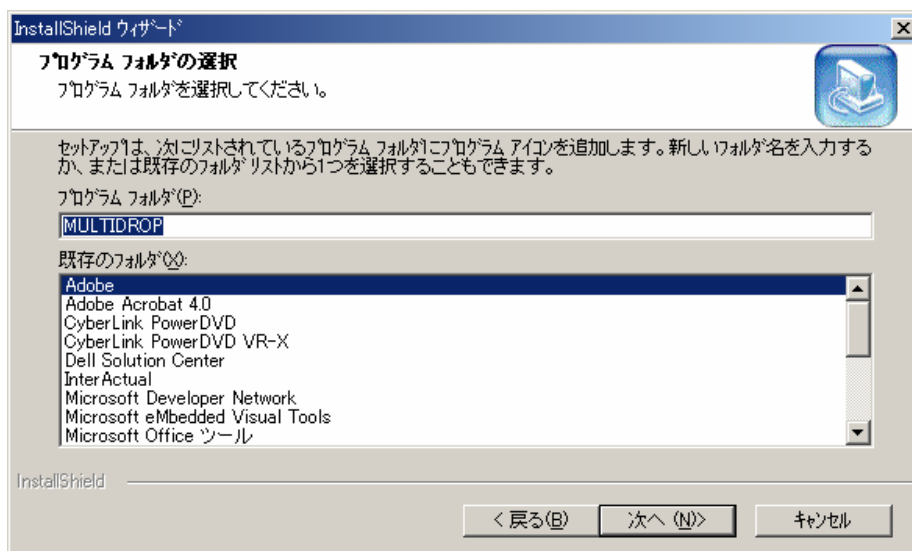 InstallShield ウィザード
プログラム フォルダの選択
プログラム フォルダを選択してください。
セットアップは、次にリストされているプログラム フォルダにプログラム アイコンを追加します。新しいフォルダ名を入力する
か、または既存のフォルダ リストから1つを選択することもできます。
プログラム フォルダ(P):
MULTIDROP
既存のフォルダ(X):
Adobe
Adobe Acrobat 4.0
CyberLink PowerDVD
CyberLink PowerDVD VR-X
Dell Solution Center
InterActual
Microsoft Developer Network
Microsoft eMbedded Visual Tools
Microsoft Office ツール
InstallShield
< 戻る(B)
次へ (N)>
キャンセル